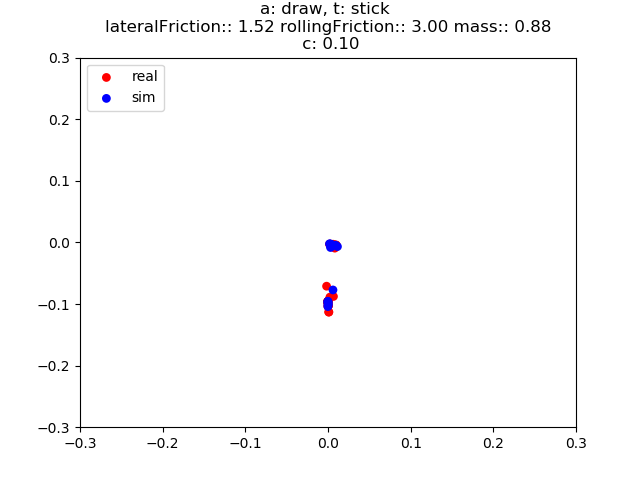 a: draw, t: stick
lateralFriction:: 1.52 rollingFriction:: 3.00 mass:: 0.88
c: 0.10
real
sim
0.3
0.2
0.1
0.0
−0.1
−0.2
−0.3
−0.3 −0.2 −0.1 0.0 0.1 0.2 0.3